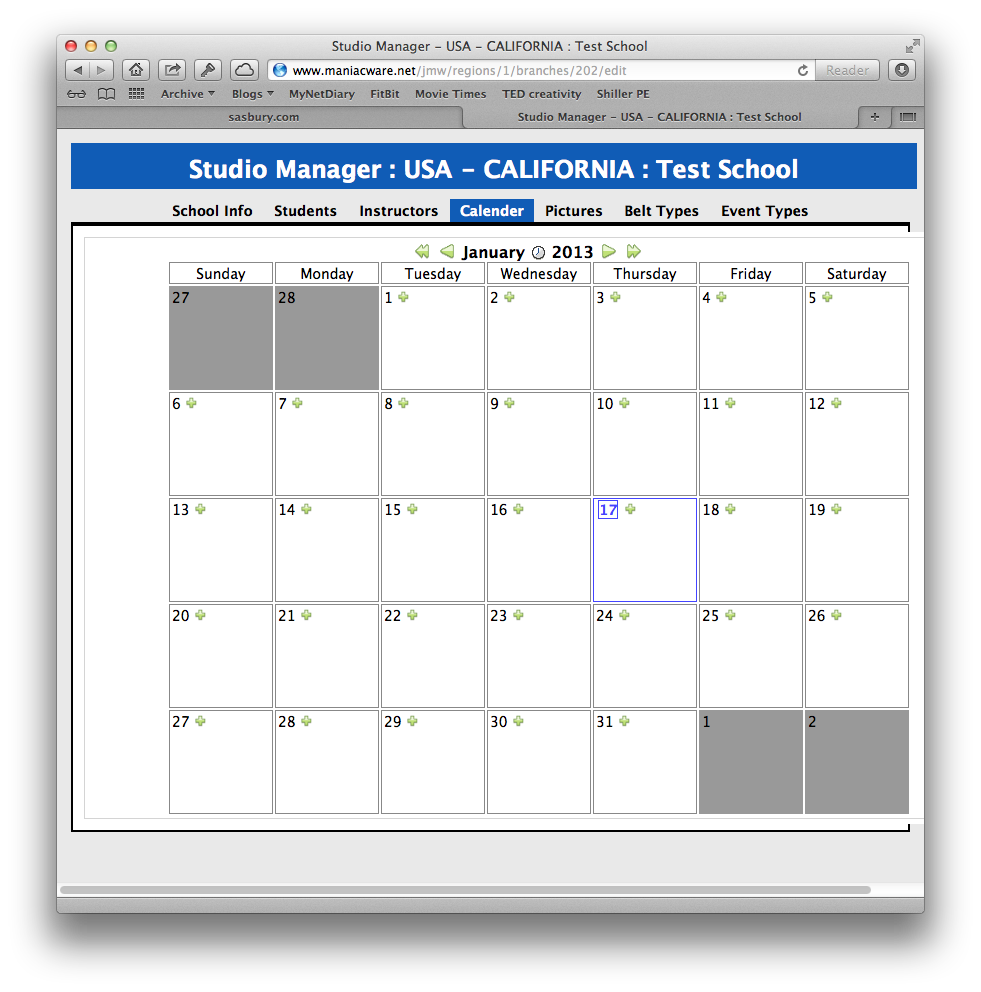 Studio Manager – USA – CALIFORNIA : Test School
www.maniacware.net/jmw/regions/1/branches/202/edit Reader
Archive Blogs MyNetDiary FitBit Movie Times TED creativity Shiller PE
sasbury.com Studio Manager – USA – CALIFORNIA : Test School
Studio Manager : USA – CALIFORNIA : Test School
School Info Students Instructors Calender Pictures Belt Types Event Types
January 2013
Sunday Monday Tuesday Wednesday Thursday Friday Saturday
27 28 1 2 3 4 5
6 7 8 9 10 11 12
13 14 15 16 17 18 19
20 21 22 23 24 25 26
27 28 29 30 31 1 2